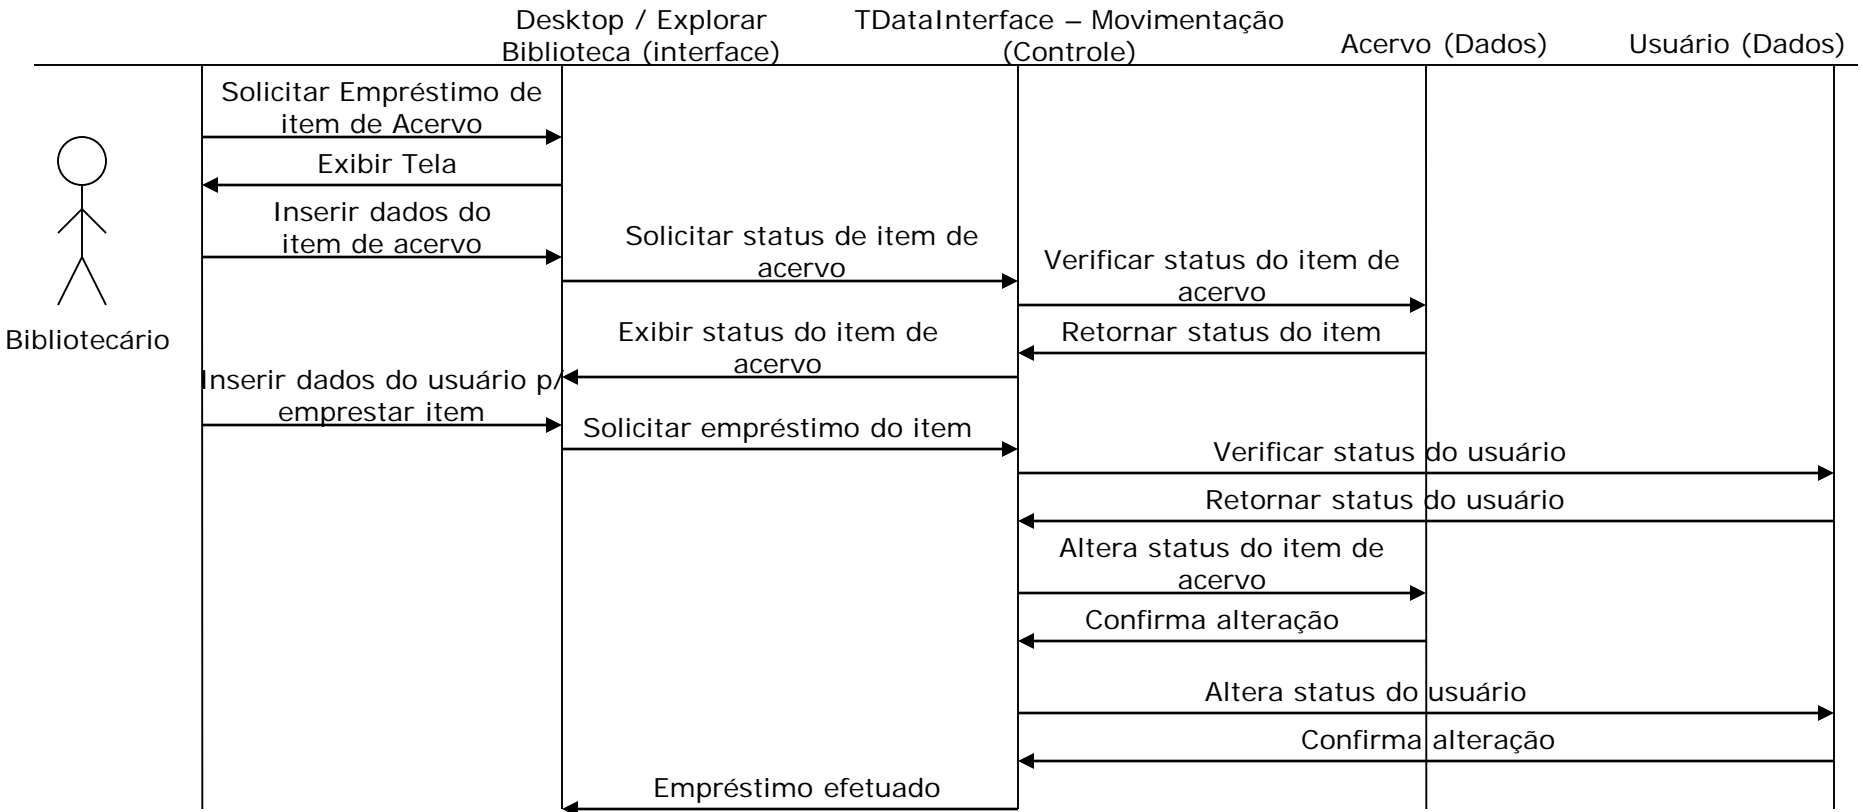 Desktop / Explorar
Biblioteca (interface)
TDataInterface – Movimentação
(Controle)
Acervo (Dados)
Usuário (Dados)
Solicitar Empréstimo de
item de Acervo
Exibir Tela
Inserir dados do
item de acervo
Solicitar status de item de
acervo
Verificar status do item de
acervo
Bibliotecário
Exibir status do item de
acervo
Retornar status do item
Inserir dados do usuário p/
emprestar item
Solicitar empréstimo do item
Verificar status do usuário
Retornar status do usuário
Altera status do item de
acervo
Confirma alteração
Altera status do usuário
Confirma alteração
Empréstimo efetuado